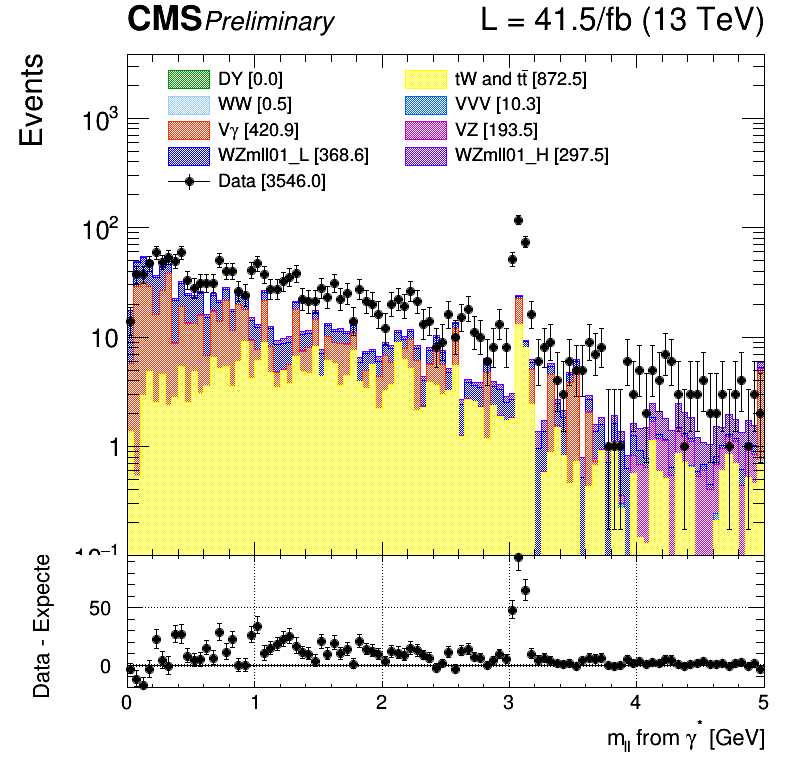 CMS Preliminary L = 41.5/fb (13 TeV)
Events
DY [0.0] tW and tt̄ [872.5]
WW [0.5] VVV [10.3]
Vγ [420.9] VZ [193.5]
WZmll01_L [368.6] WZmll01_H [297.5]
Data [3546.0]
10³
10²
10
1
Data - Expecte
50
0
0 1 2 3 4 5
m_ll from γ* [GeV]